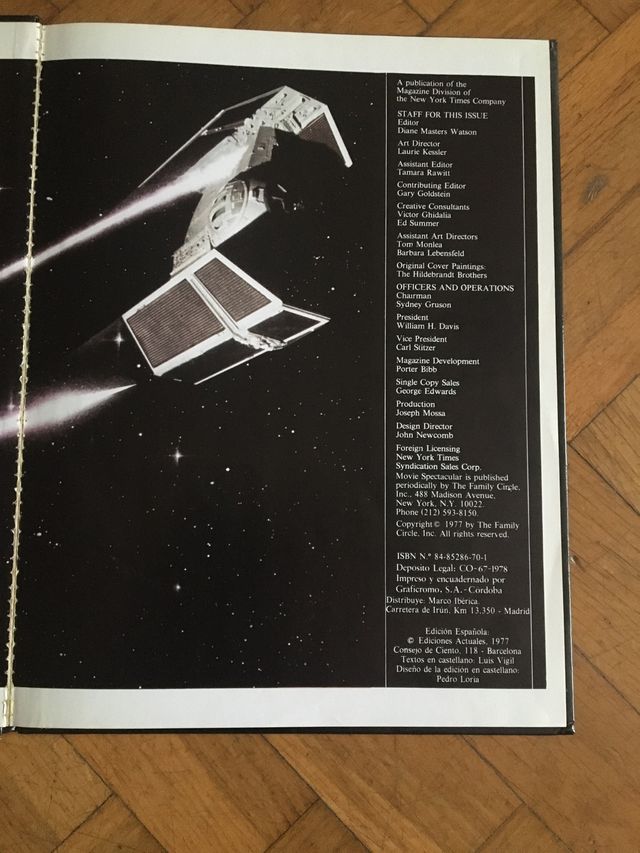 A publication of the
Magazine Division of
the New York Times Company
STAFF FOR THIS ISSUE
Editor
Diane Masters Watson
Art Director
Laurie Kessler
Assistant Editor
Tamara Rawitt
Contributing Editor
Gary Goldstein
Creative Consultants
Victor Ghidalia
Ed Summer
Assistant Art Directors
Tom Monlea
Barbara Lebensfeld
Original Cover Paintings:
The Hildebrandt Brothers
OFFICERS AND OPERATIONS
Chairman
Sydney Gruson
President
William H. Davis
Vice President
Carl Sützer
Magazine Development
Porter Bibb
Single Copy Sales
George Edwards
Production
Joseph Mossa
Design Director
John Newcomb
Foreign Licensing
New York Times
Syndication Sales Corp.
Movie Spectacular is published
periodically by The Family Circle,
Inc., 488 Madison Avenue,
New York, N.Y. 10022.
Phone (212) 593-8150.
Copyright © 1977 by The Family
Circle, Inc. All rights reserved.
ISBN N.º 84-85286-70-1
Deposito Legal: CO-67-1978
Impreso y encuadernado por
Graficromo, S.A.-Córdoba
Distribuye: Marco Ibérica
Carretera de Irún, Km 13,350 - Madrid
Edición Española:
© Ediciones Actuales, 1977
Consejo de Ciento, 118 - Barcelona
Textos en castellano: Luis Vigil
Diseño de la edición en castellano:
Pedro Loria